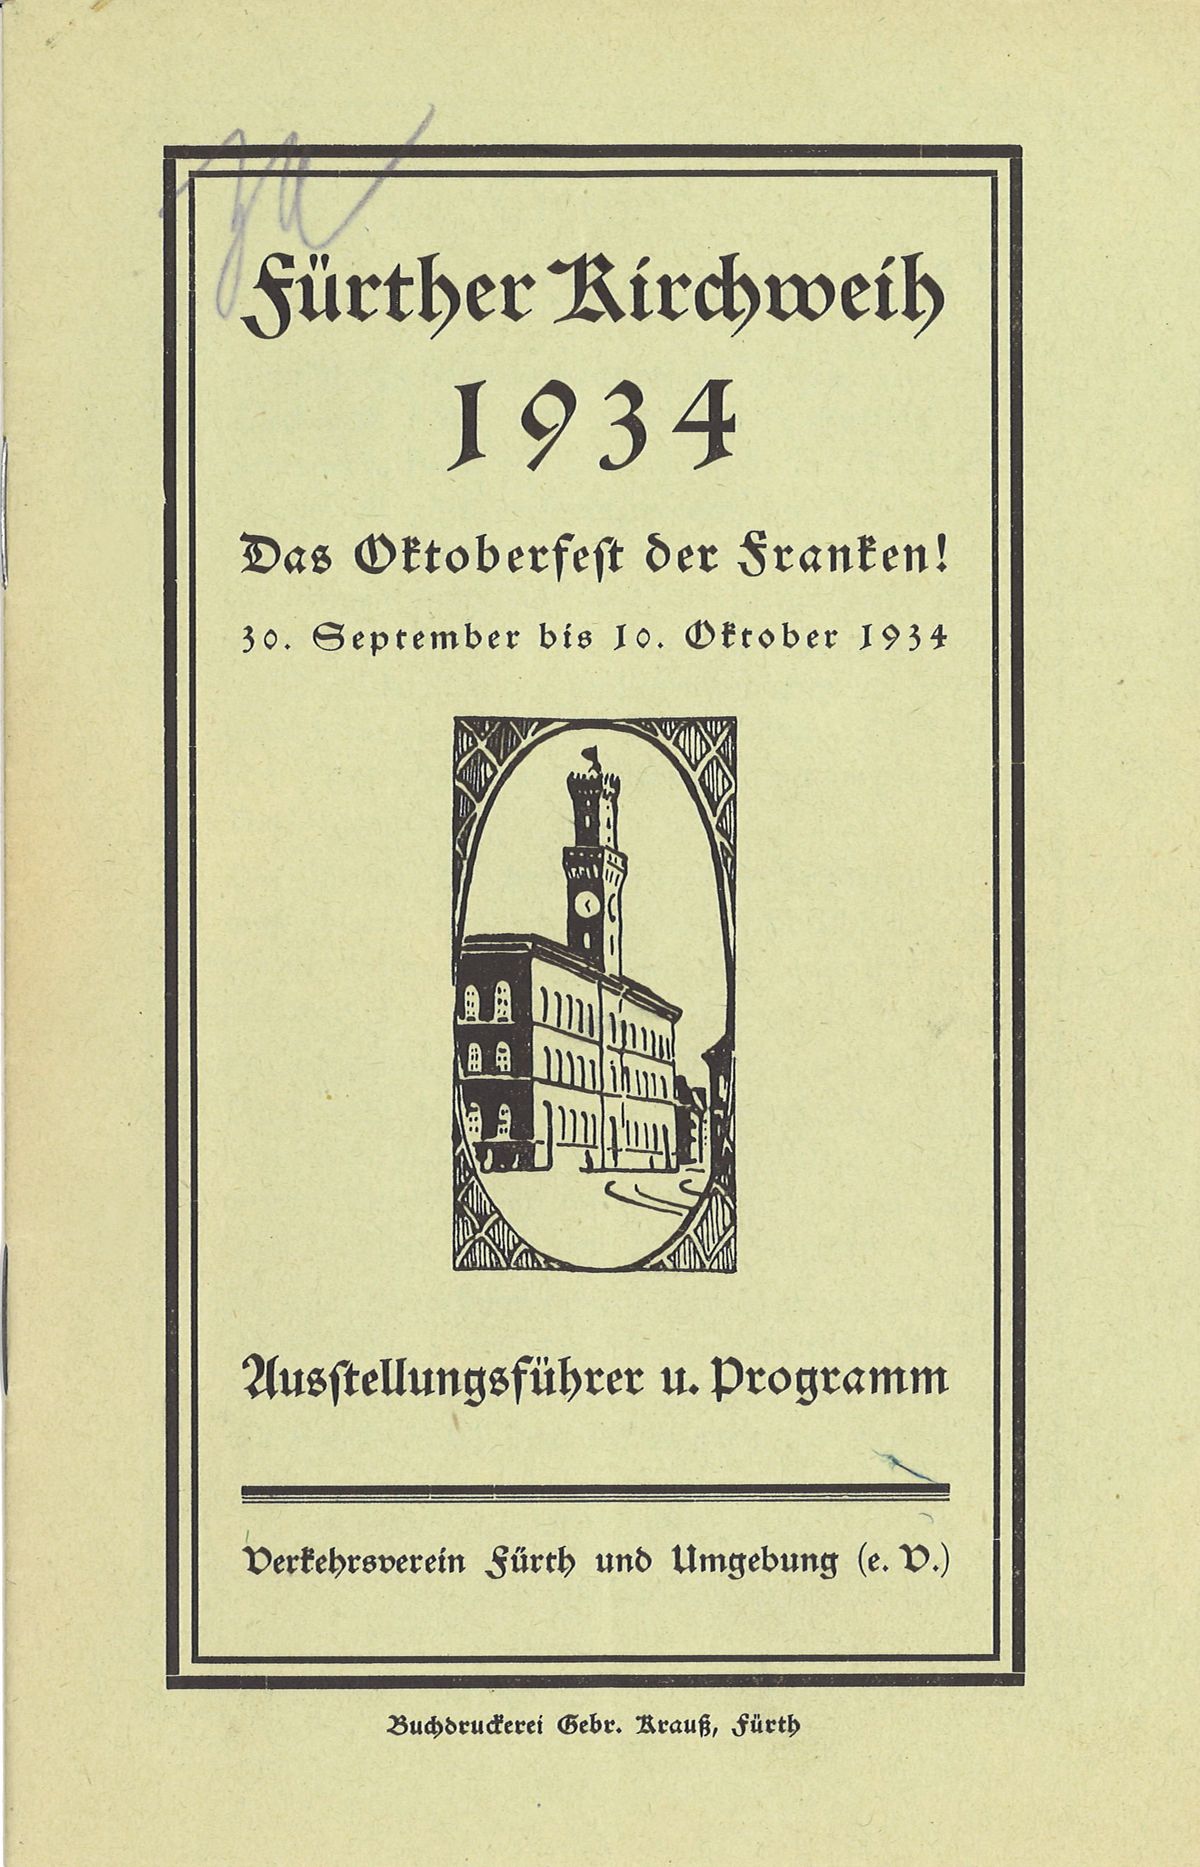 Fürther Kirchweih
1934
Das Oktoberfest der Franken!
30. September bis 10. Oktober 1934
Ausstellungsführer u. Programm
Verkehrsverein Fürth und Umgebung (e. V.)
Buchdruckerei Gebr. Krauß, Fürth